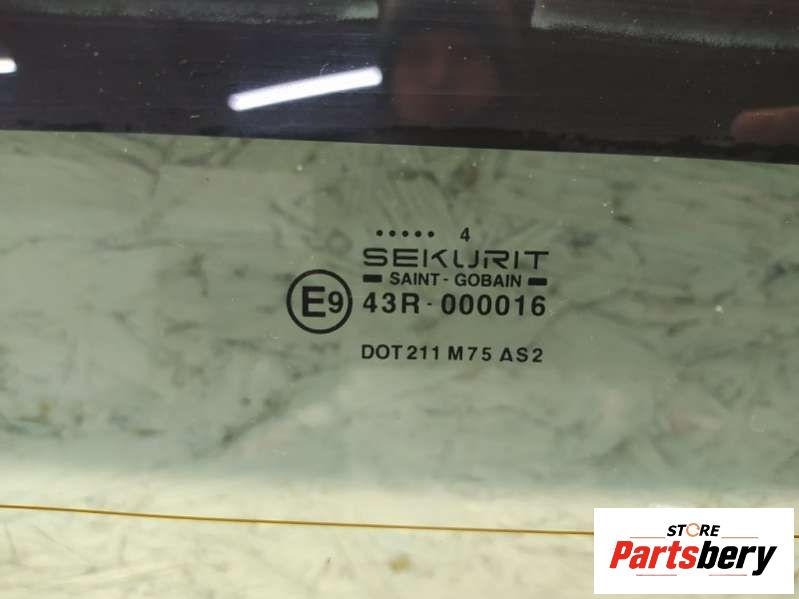 ••••• 4
SEKURIT
SAINT-GOBAIN
E9 43R-000016
DOT 211 M75 AS2
STORE
Partsbery